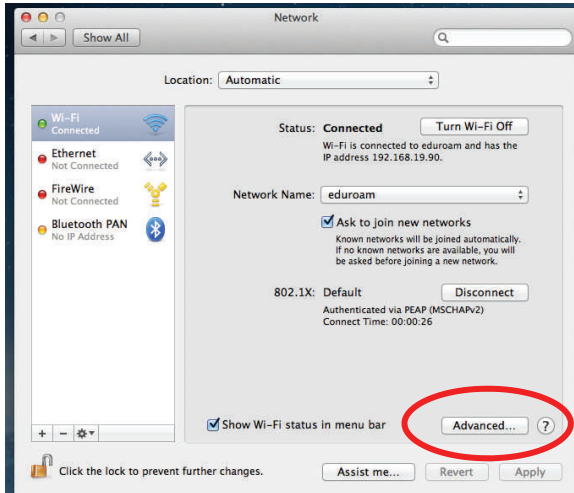 Network
Show All
Location: Automatic
Wi-Fi
Connected
Ethernet
Not Connected
FireWire
Not Connected
Bluetooth PAN
No IP Address
Status: Connected Turn Wi-Fi Off
Wi-Fi is connected to eduroam and has the
IP address 192.168.19.90.
Network Name: eduroam
Ask to join new networks
Known networks will be joined automatically.
If no known networks are available, you will
be asked before joining a new network.
802.1X: Default Disconnect
Authenticated via PEAP (MSCHAPv2)
Connect Time: 00:00:26
Show Wi-Fi status in menu bar Advanced... ?
Click the lock to prevent further changes. Assist me... Revert Apply